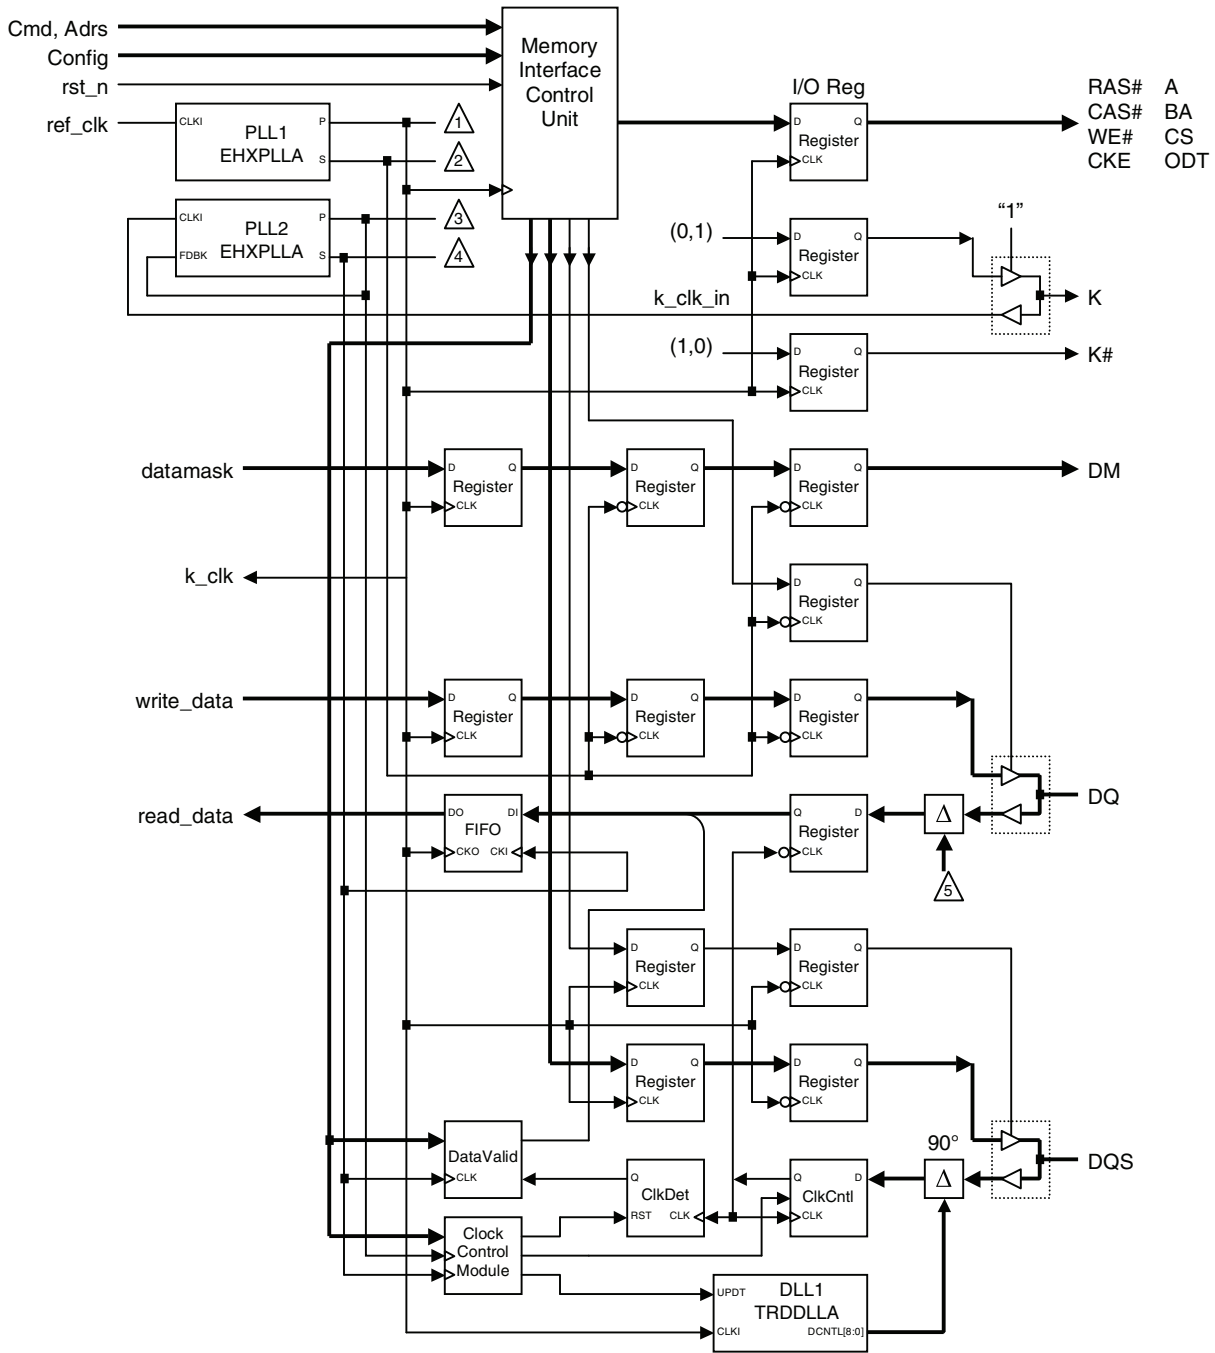 Cmd, Adrs
Config
rst_n
ref_clk
Memory
Interface
Control
Unit
CLKI
PLL1
EHXPLLA
P
S
1
2
CLKI
FDBK
PLL2
EHXPLLA
P
S
3
4
I/O Reg
D Q
Register
CLK
RAS# A
CAS# BA
WE# CS
CKE ODT
(0,1)
D Q
Register
CLK
“1”
k_clk_in
K
(1,0)
D Q
Register
CLK
K#
datamask
D Q
Register
CLK
D Q
Register
CLK
D Q
Register
CLK
DM
k_clk
D Q
Register
CLK
write_data
D Q
Register
CLK
D Q
Register
CLK
D Q
Register
CLK
DQ
read_data
DO DI
FIFO
CKO CKI
Q D
Register
CLK
Δ
5
D Q
Register
CLK
D Q
Register
CLK
D Q
Register
CLK
D Q
Register
CLK
DataValid
CLK
Q
ClkDet
RST CLK
Q D
ClkCntl
CLK
90°
Δ
DQS
Clock
Control
Module
UPDT
DLL1
TRDDLLA
CLKI
DCNTL[8:0]